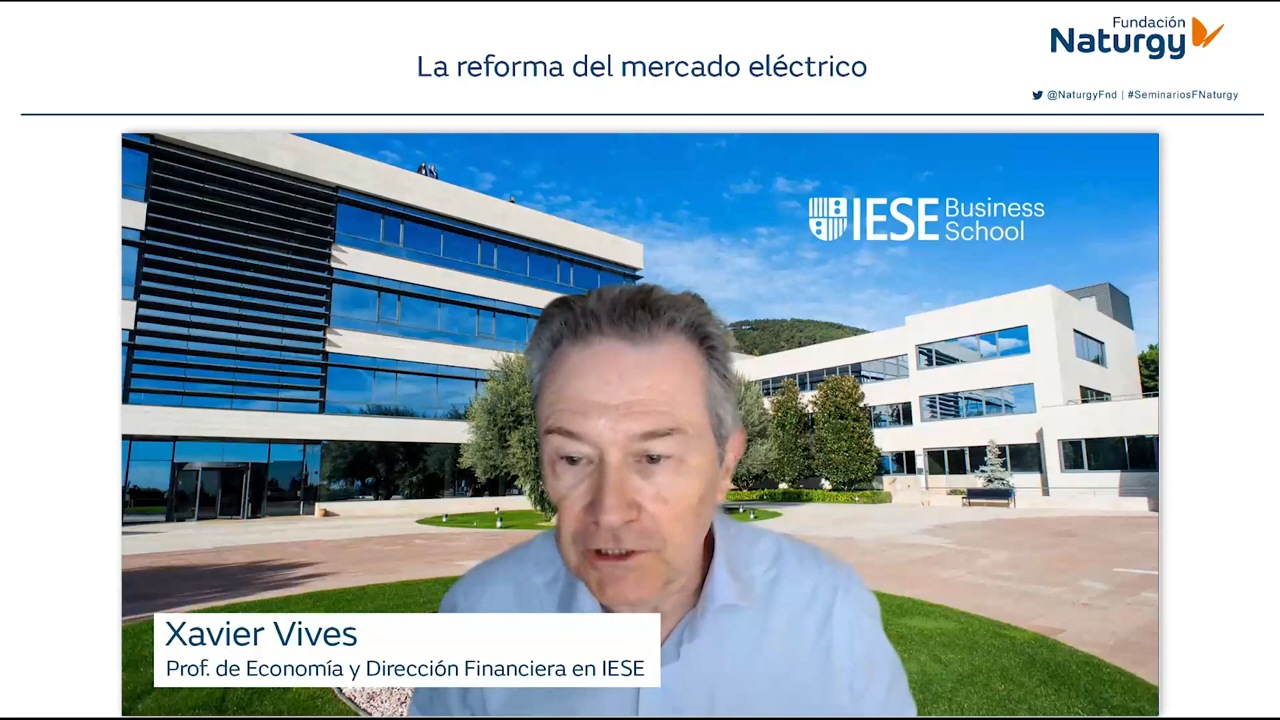 Fundación
Naturgy
La reforma del mercado eléctrico
@NaturgyFnd | #SeminariosFNaturgy
IESE Business
School
Xavier Vives
Prof. de Economía y Dirección Financiera en IESE